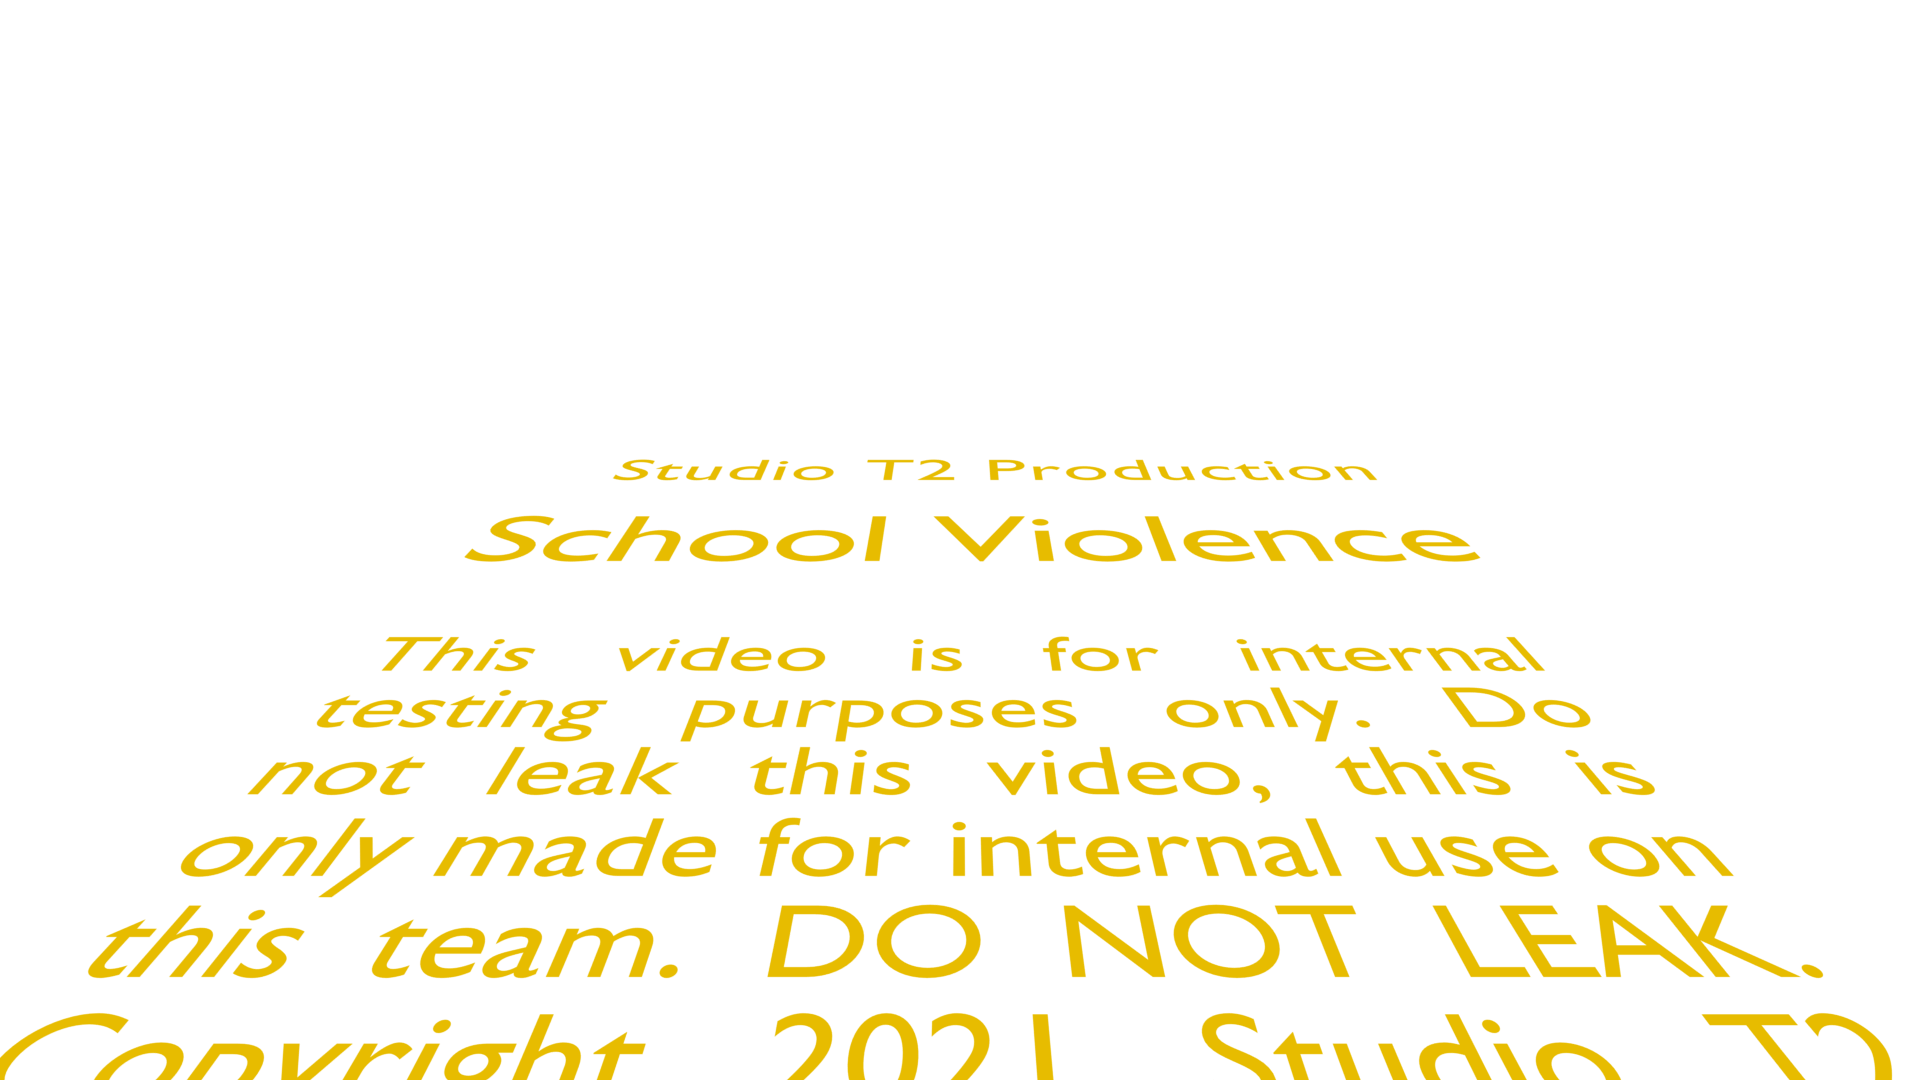 Studio T2 Production
School Violence
This video is for internal
testing purposes only. Do
not leak this video, this is
only made for internal use on
this team. DO NOT LEAK.
Copyright 2021 Studio T2